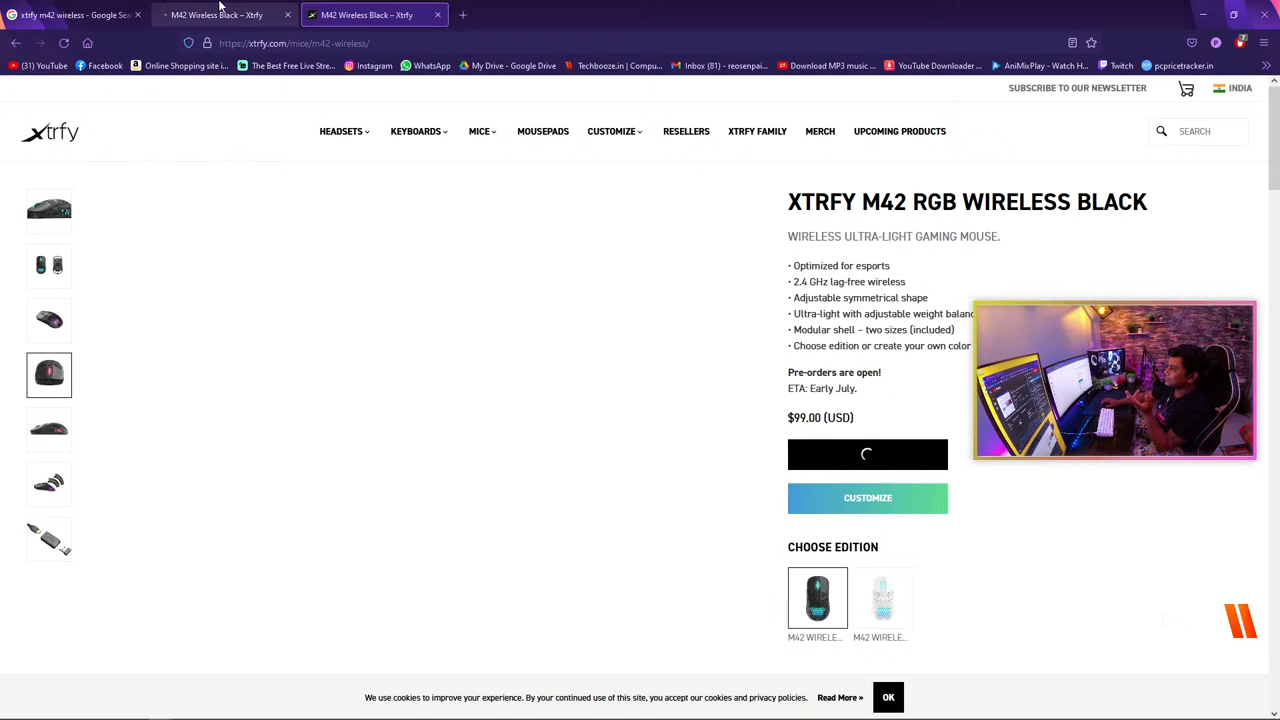 xtrfy m42 wireless - Google Sea
M42 Wireless Black – Xtrfy
M42 Wireless Black – Xtrfy
https://xtrfy.com/mice/m42-wireless/
(31) YouTube
Facebook
Online Shopping site i...
The Best Free Live Stre...
Instagram
WhatsApp
My Drive - Google Drive
Techbooze.in | Compu...
Inbox (81) - reosenpai...
Download MP3 music ...
YouTube Downloader ...
AniMixPlay - Watch H...
Twitch
pcpricetracker.in
SUBSCRIBE TO OUR NEWSLETTER
INDIA
xtrfy
HEADSETS
KEYBOARDS
MICE
MOUSEPADS
CUSTOMIZE
RESELLERS
XTRFY FAMILY
MERCH
UPCOMING PRODUCTS
SEARCH
XTRFY M42 RGB WIRELESS BLACK
WIRELESS ULTRA-LIGHT GAMING MOUSE.
• Optimized for esports
• 2.4 GHz lag-free wireless
• Adjustable symmetrical shape
• Ultra-light with adjustable weight balanc
• Modular shell – two sizes (included)
• Choose edition or create your own color
Pre-orders are open!
ETA: Early July.
$99.00 (USD)
CUSTOMIZE
CHOOSE EDITION
M42 WIRELE...
M42 WIRELE...
We use cookies to improve your experience. By your continued use of this site, you accept our cookies and privacy policies. Read More »
OK